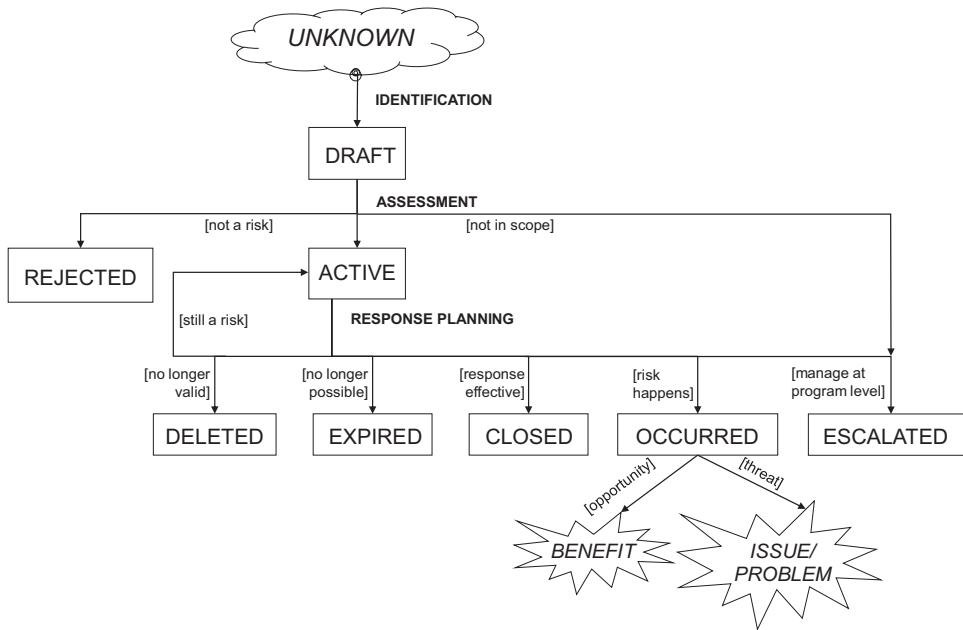 UNKNOWN
IDENTIFICATION
DRAFT
ASSESSMENT
[not a risk]
[not in scope]
REJECTED
ACTIVE
[still a risk]
RESPONSE PLANNING
[no longer
valid]
[no longer
possible]
[response
effective]
[risk
happens]
[manage at
program level]
DELETED
EXPIRED
CLOSED
OCCURRED
ESCALATED
[opportunity]
[threat]
BENEFIT
ISSUE/
PROBLEM